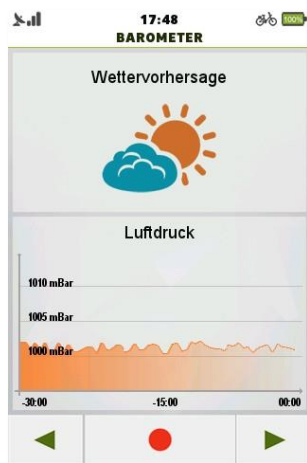 17:48
100%
BAROMETER
Wettervorhersage
Luftdruck
1010 mBar
1005 mBar
1000 mBar
-30:00 -15:00 00:00